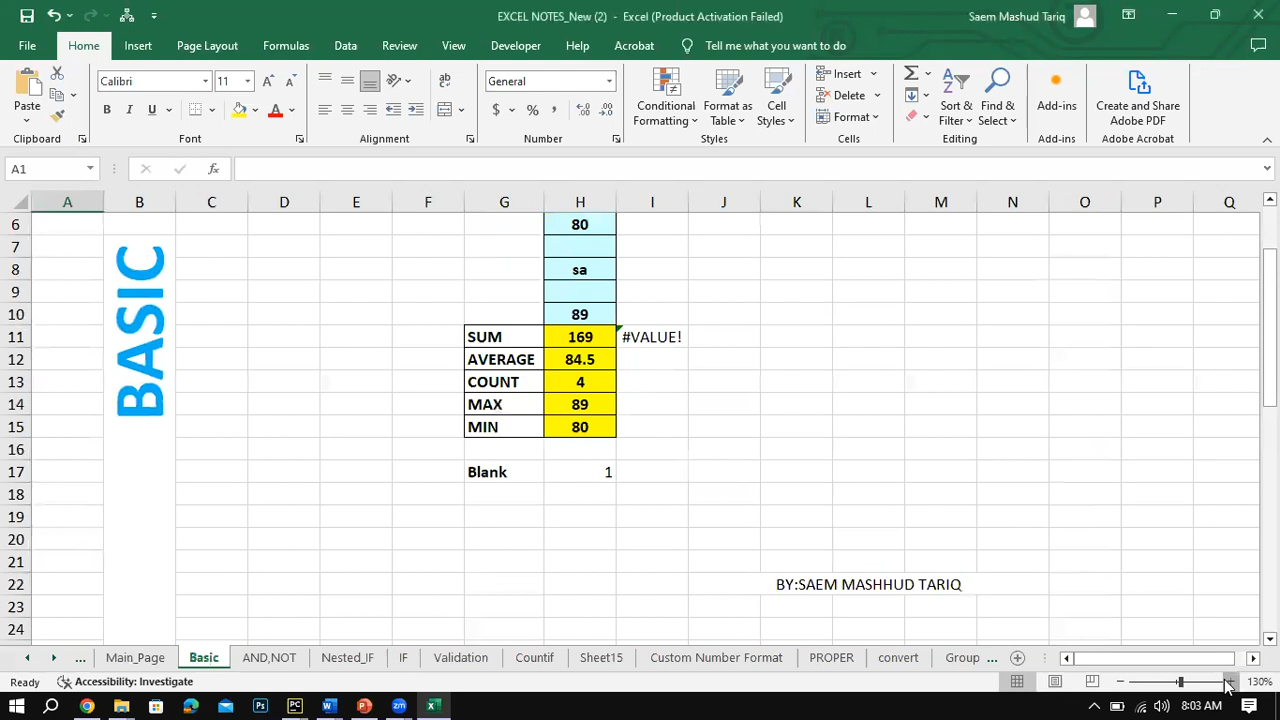 EXCEL NOTES_New (2) - Excel (Product Activation Failed) Saem Mashud Tariq
File Home Insert Page Layout Formulas Data Review View Developer Help Acrobat Tell me what you want to do
Calibri 11 General Insert
Paste Conditional Formatting Format as Table Cell Styles Delete Sort & Filter Find & Select Add-ins Create and Share Adobe PDF
B I U $ % , Format
Clipboard Font Alignment Number Styles Cells Editing Add-ins Adobe Acrobat
A1 fx
A B C D E F G H I J K L M N O P Q
6 80
7
8 sa
9
10 89
11 SUM 169 #VALUE!
12 AVERAGE 84.5
13 COUNT 4
14 MAX 89
15 MIN 80
16
17 Blank 1
18
19
20
21
22 BY:SAEM MASHHUD TARIQ
23
24
BASIC
... Main_Page Basic AND,NOT Nested_IF IF Validation Countif Sheet15 Custom Number Format PROPER convert Group ...
Ready Accessibility: Investigate 130%
8:03 AM